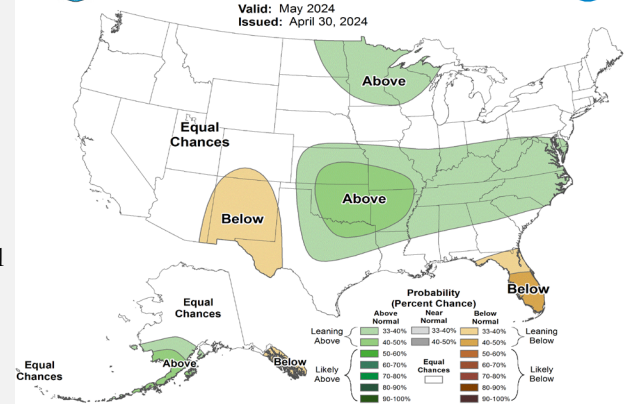 Valid: May 2024
Issued: April 30, 2024
Above
Equal
Chances
Above
Below
Below
Equal
Chances
Above
Below
Equal
Chances
Probability
(Percent Chance)
Above
Normal
Near
Normal
Below
Normal
Leaning
Above
33-40%
33-40%
33-40%
Leaning
Below
40-50%
40-50%
40-50%
Likely
Above
50-60%
60-70%
70-80%
80-90%
90-100%
Equal
Chances
50-60%
60-70%
70-80%
80-90%
90-100%
Likely
Below